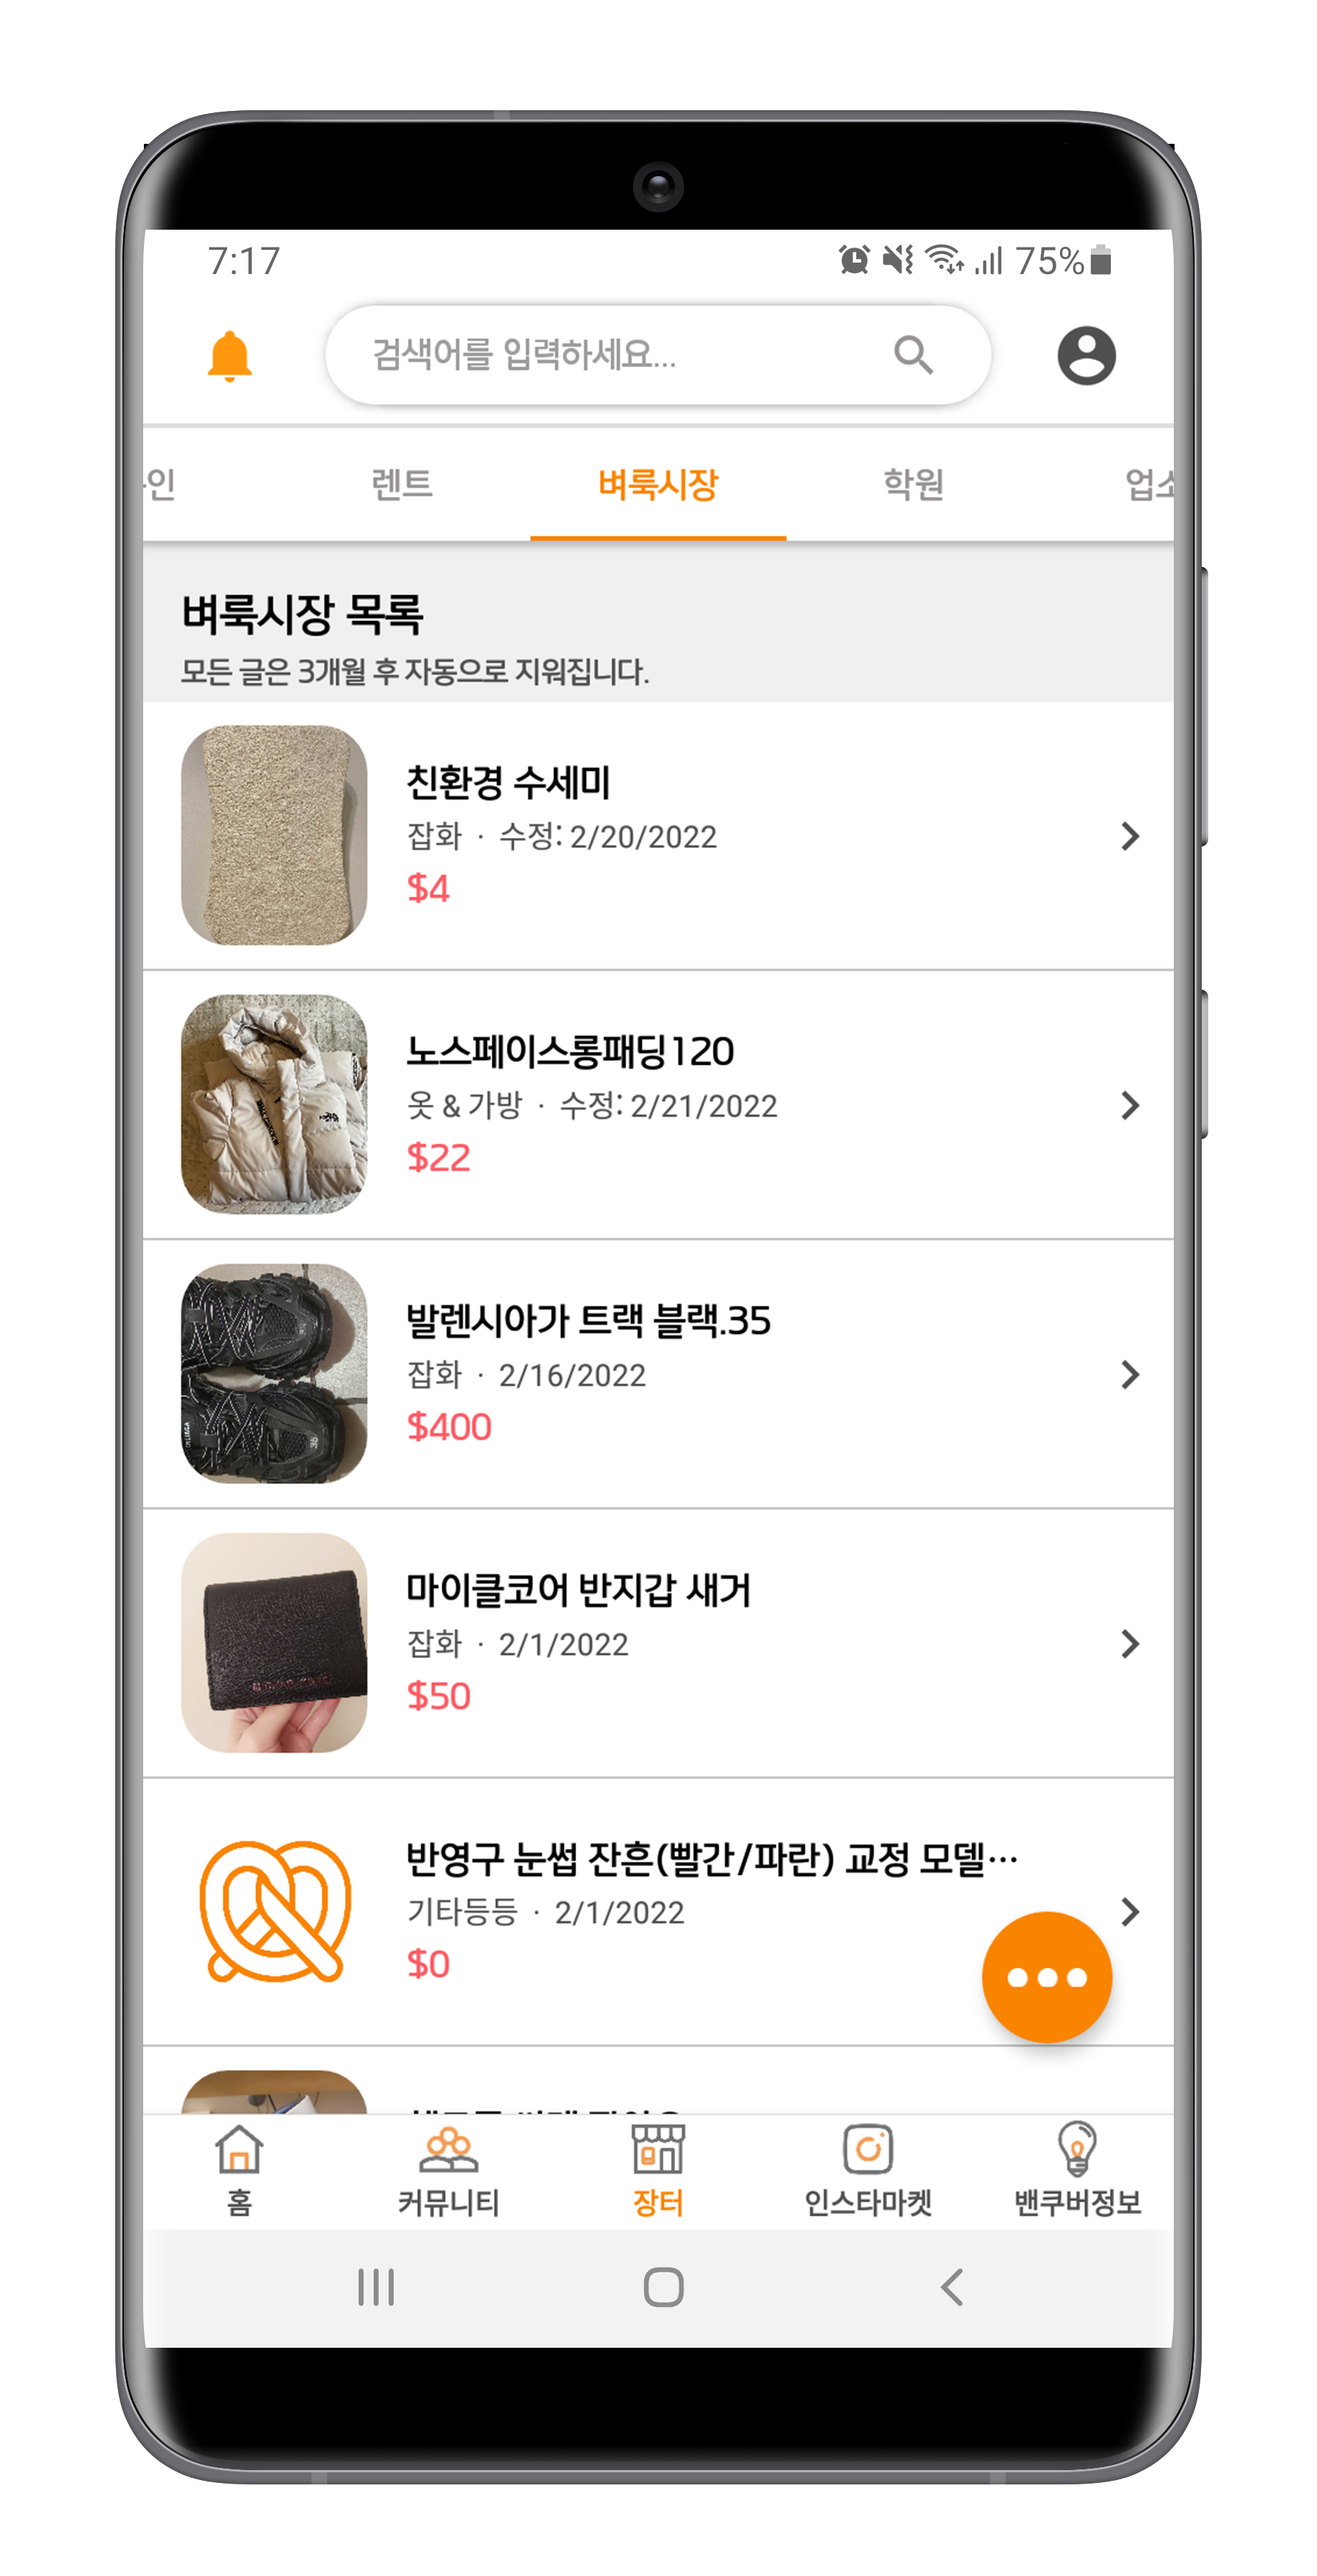 7:17
75%
검색어를 입력하세요...
인
렌트
벼룩시장
학원
업소
벼룩시장 목록
모든 글은 3개월 후 자동으로 지워집니다.
친환경 수세미
잡화 · 수정: 2/20/2022
$4
노스페이스롱패딩120
옷 & 가방 · 수정: 2/21/2022
$22
발렌시아가 트랙 블랙.35
잡화 · 2/16/2022
$400
마이클코어 반지갑 새거
잡화 · 2/1/2022
$50
반영구 눈썹 잔흔(빨간/파란) 교정 모델…
기타등등 · 2/1/2022
$0
홈
커뮤니티
장터
인스타마켓
밴쿠버정보